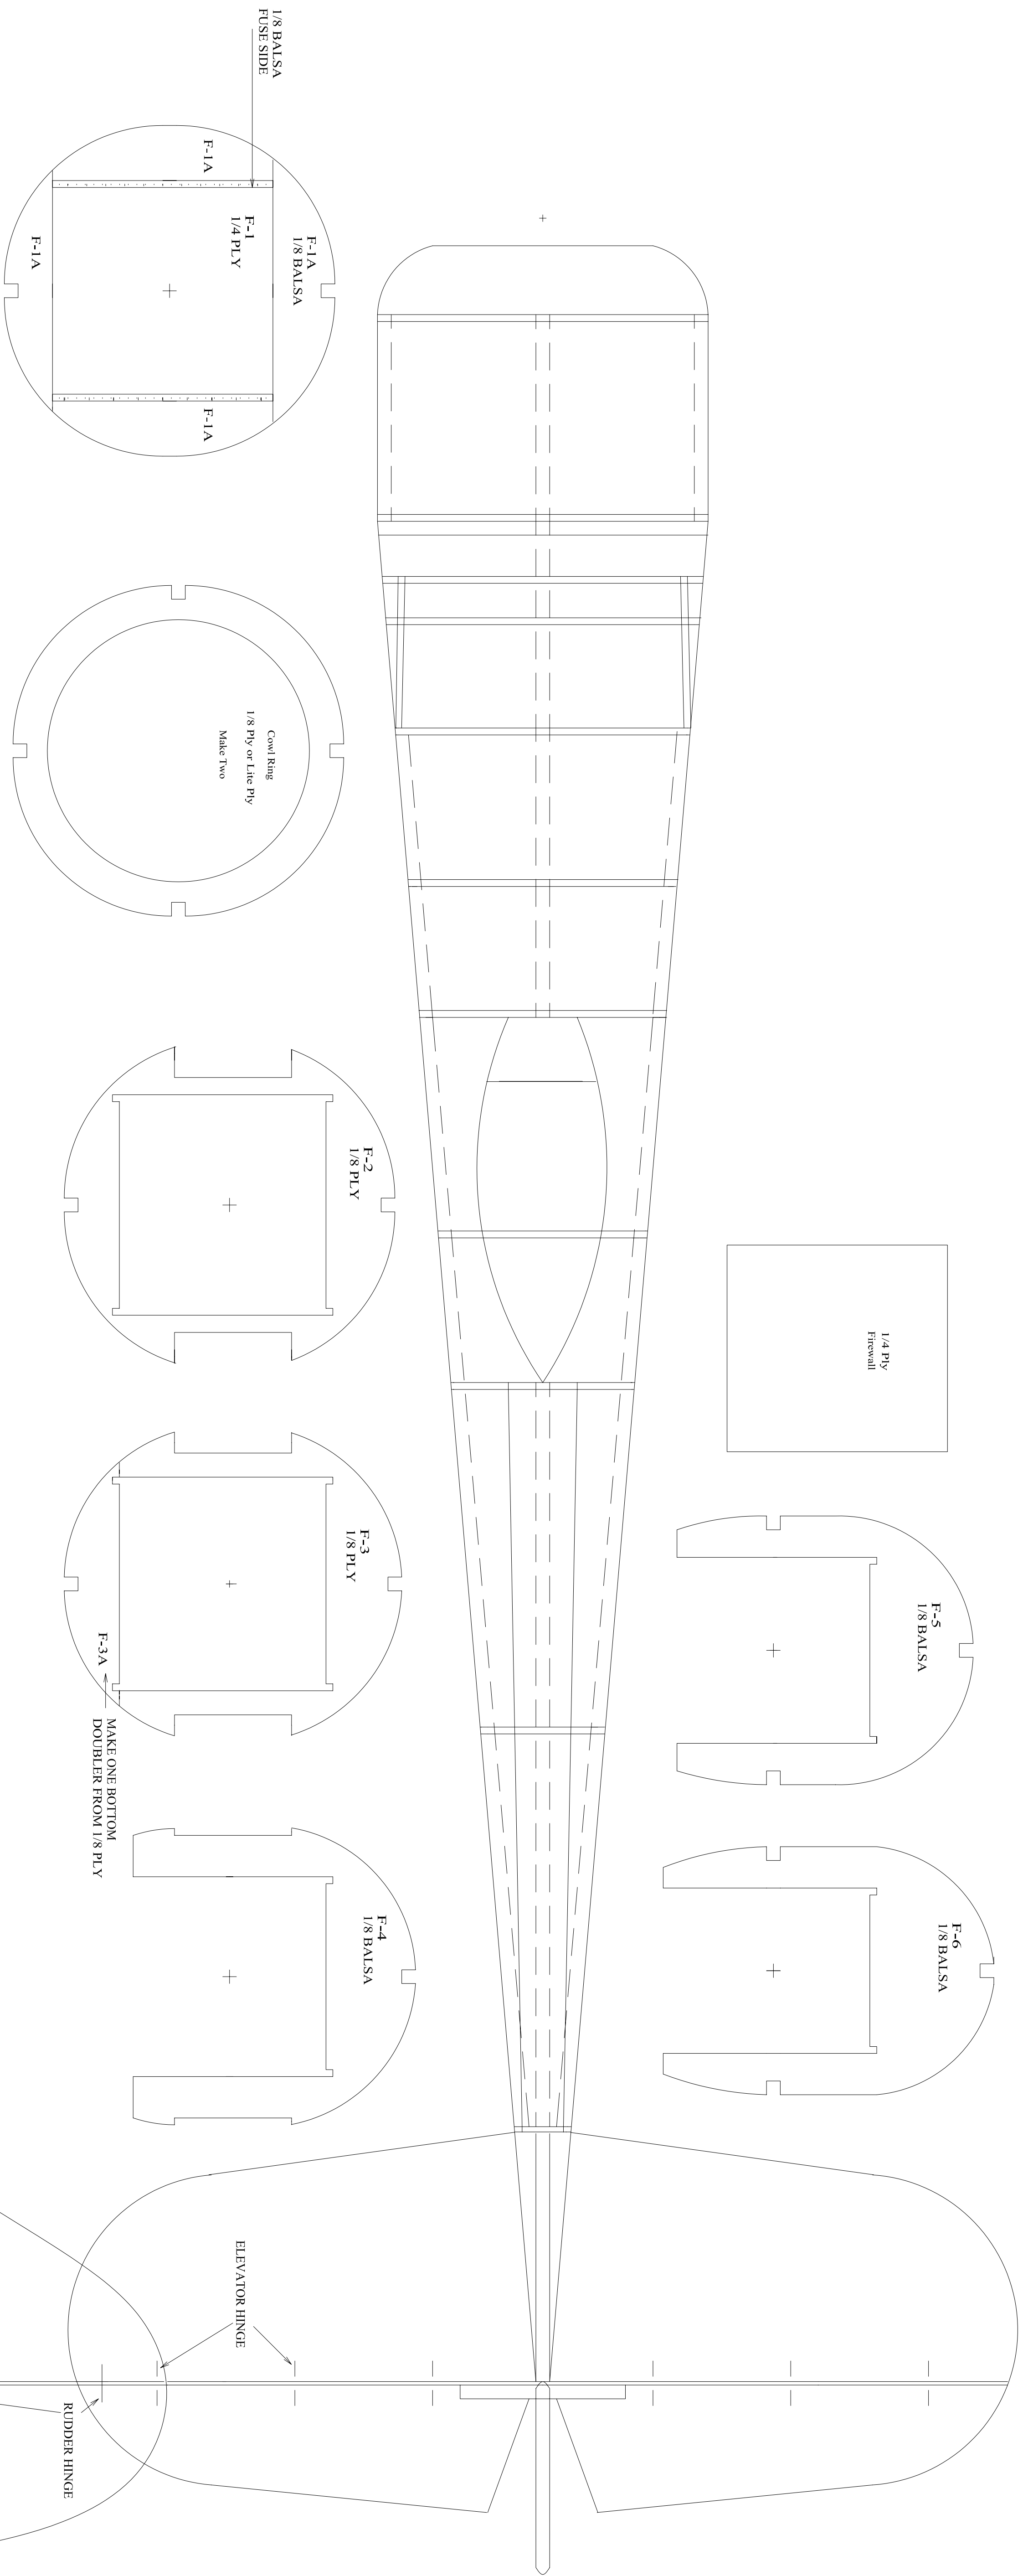 1/8 BALSA
FUSE SIDE
F-1A
F-1
1/4 PLY
F-1A
1/8 BALSA
F-1A
F-1A
Cowl Ring
1/8 Ply or Lite Ply
Make Two
F-2
1/8 PLY
1/4 Ply
Firewall
F-3
1/8 PLY
F-3A
MAKE ONE BOTTOM
DOUBLER FROM 1/8 PLY
F-5
1/8 BALSA
F-4
1/8 BALSA
F-6
1/8 BALSA
ELEVATOR HINGE
RUDDER HINGE